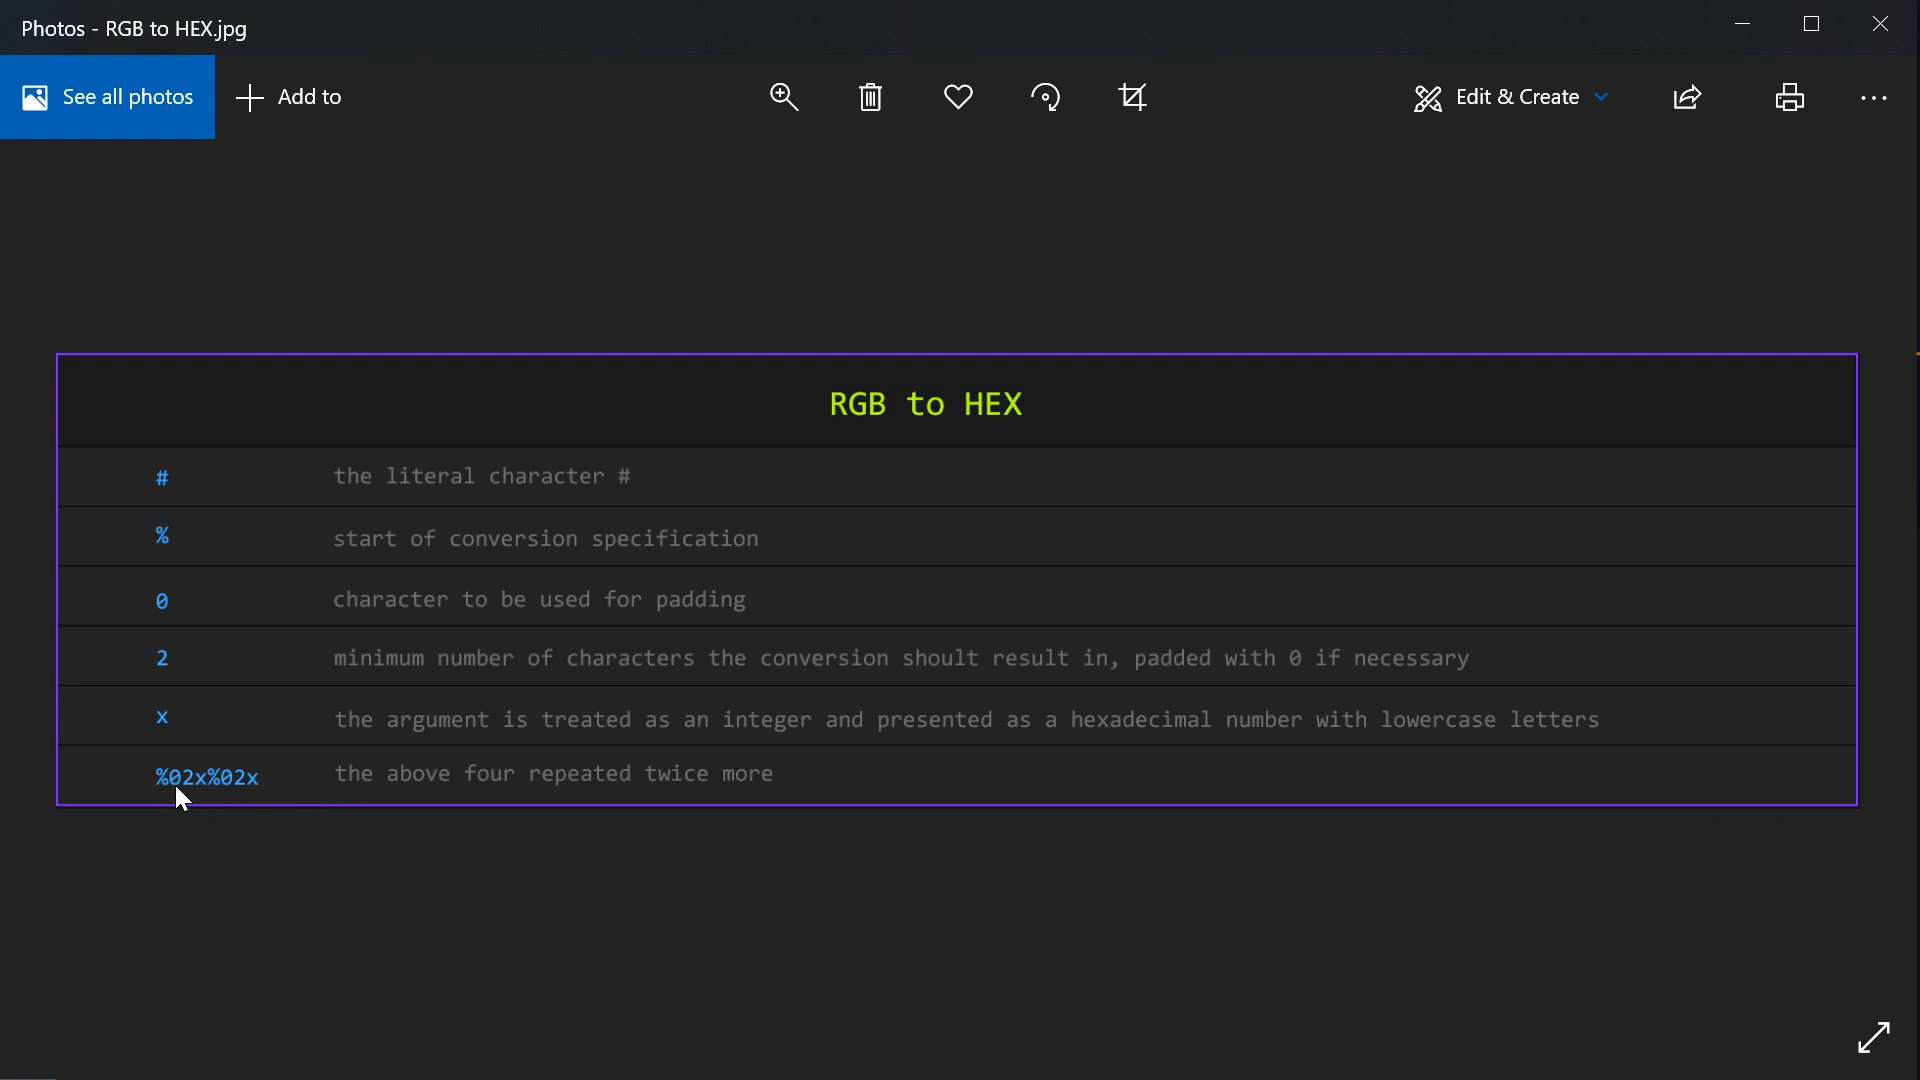 Photos - RGB to HEX.jpg
See all photos
Add to
Edit & Create
RGB to HEX
# the literal character #
% start of conversion specification
0 character to be used for padding
2 minimum number of characters the conversion shoult result in, padded with 0 if necessary
x the argument is treated as an integer and presented as a hexadecimal number with lowercase letters
%02x%02x the above four repeated twice more